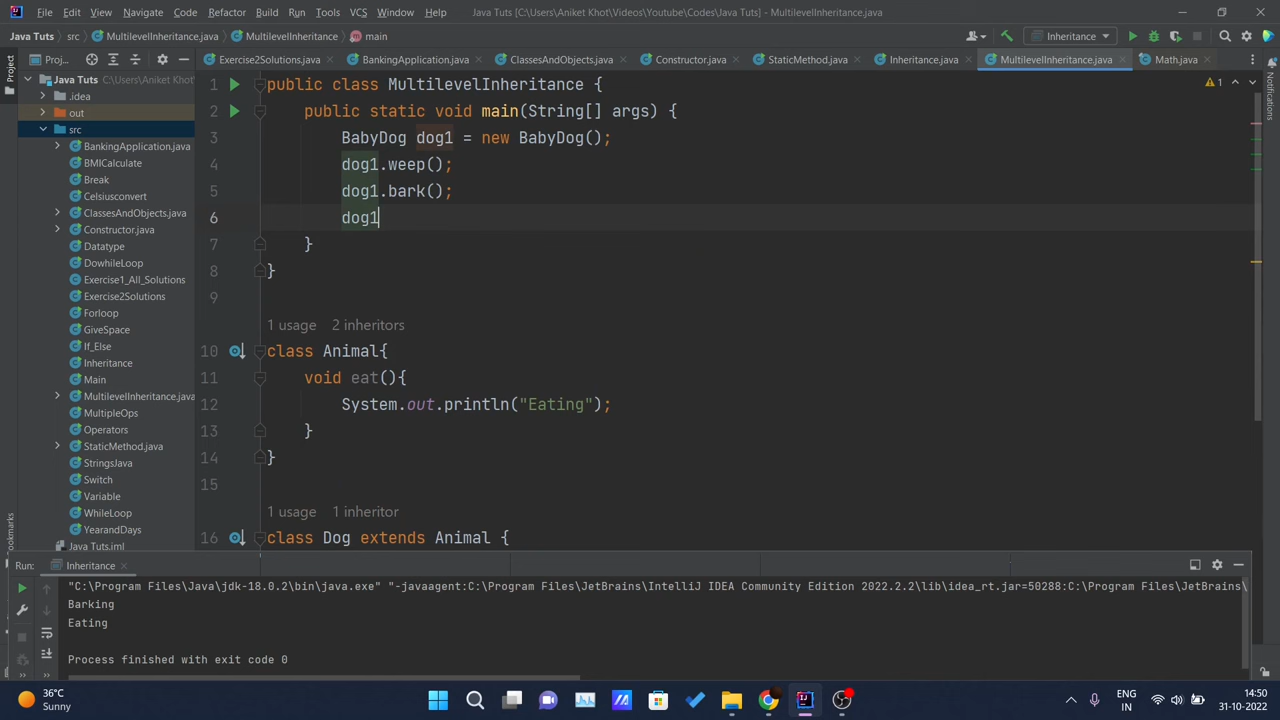 File Edit View Navigate Code Refactor Build Run Tools VCS Window Help Java Tuts [C:\Users\Aniket Khot\Videos\Youtube\Codes\Java Tuts] - MultilevelInheritance.java
Java Tuts src MultilevelInheritance.java MultilevelInheritance main Inheritance
Proj... Exercise2Solutions.java BankingApplication.java ClassesAndObjects.java Constructor.java StaticMethod.java Inheritance.java MultilevelInheritance.java Math.java
Project
Notifications
Bookmarks
Java Tuts C:\Users\Aniket Khot\
.idea
out
src
BankingApplication.java
BMICalculate
Break
Celsiusconvert
ClassesAndObjects.java
Constructor.java
Datatype
DowhileLoop
Exercise1_All_Solutions
Exercise2Solutions
Forloop
GiveSpace
If_Else
Inheritance
Main
MultilevelInheritance.java
MultipleOps
Operators
StaticMethod.java
StringsJava
Switch
Variable
WhileLoop
YearandDays
Java Tuts.iml
1 public class MultilevelInheritance { 1
2 public static void main(String[] args) {
3 BabyDog dog1 = new BabyDog();
4 dog1.weep();
5 dog1.bark();
6 dog1
7 }
8 }
9
1 usage 2 inheritors
10 class Animal{
11 void eat(){
12 System.out.println("Eating");
13 }
14 }
15
1 usage 1 inheritor
16 class Dog extends Animal {
Run: Inheritance
"C:\Program Files\Java\jdk-18.0.2\bin\java.exe" "-javaagent:C:\Program Files\JetBrains\IntelliJ IDEA Community Edition 2022.2.2\lib\idea_rt.jar=50288:C:\Program Files\JetBrains\
Barking
Eating
Process finished with exit code 0
36°C
Sunny
ENG
IN
14:50
31-10-2022